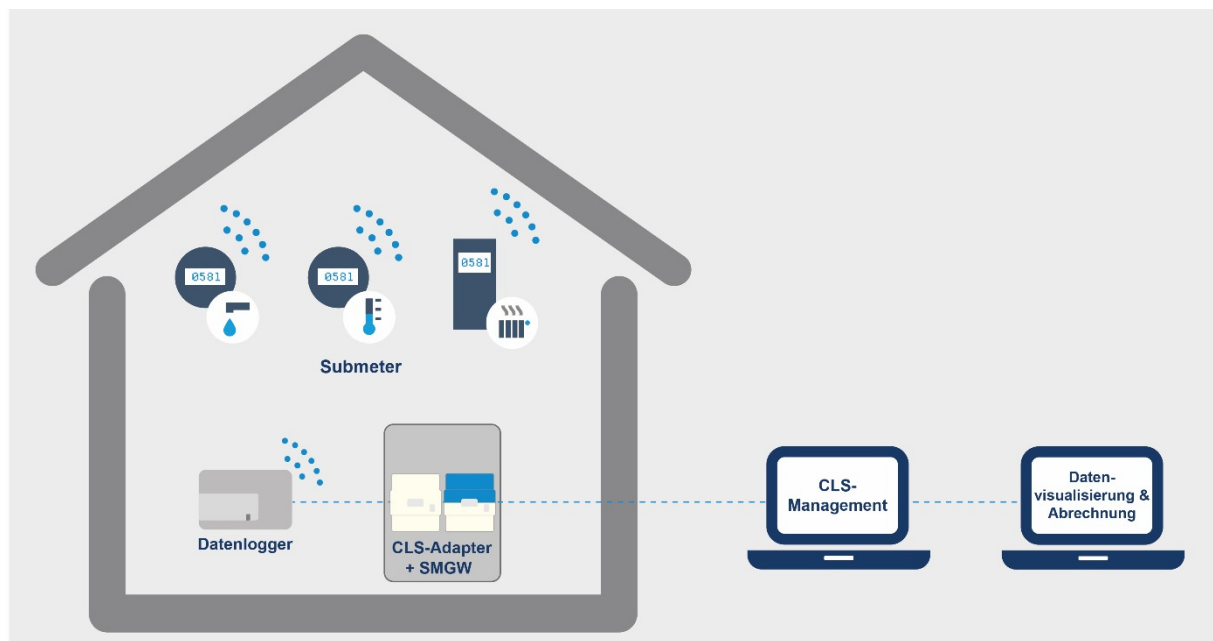 0581
0581
0581
Submeter
Datenlogger
CLS-Adapter
+ SMGW
CLS-
Management
Daten-
visualisierung &
Abrechnung